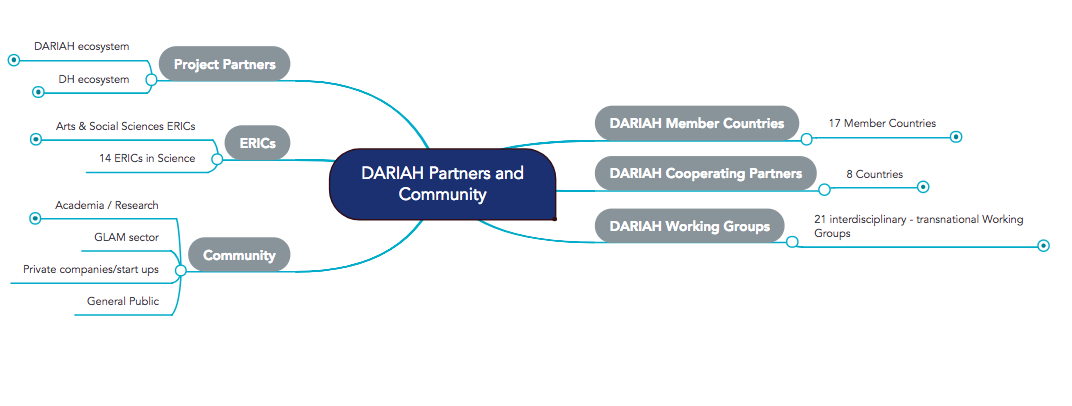 DARIAH Partners and
Community
Project Partners
DARIAH ecosystem
DH ecosystem
ERICs
Arts & Social Sciences ERICs
14 ERICs in Science
Community
Academia / Research
GLAM sector
Private companies/start ups
General Public
DARIAH Member Countries
17 Member Countries
DARIAH Cooperating Partners
8 Countries
DARIAH Working Groups
21 interdisciplinary - transnational Working
Groups